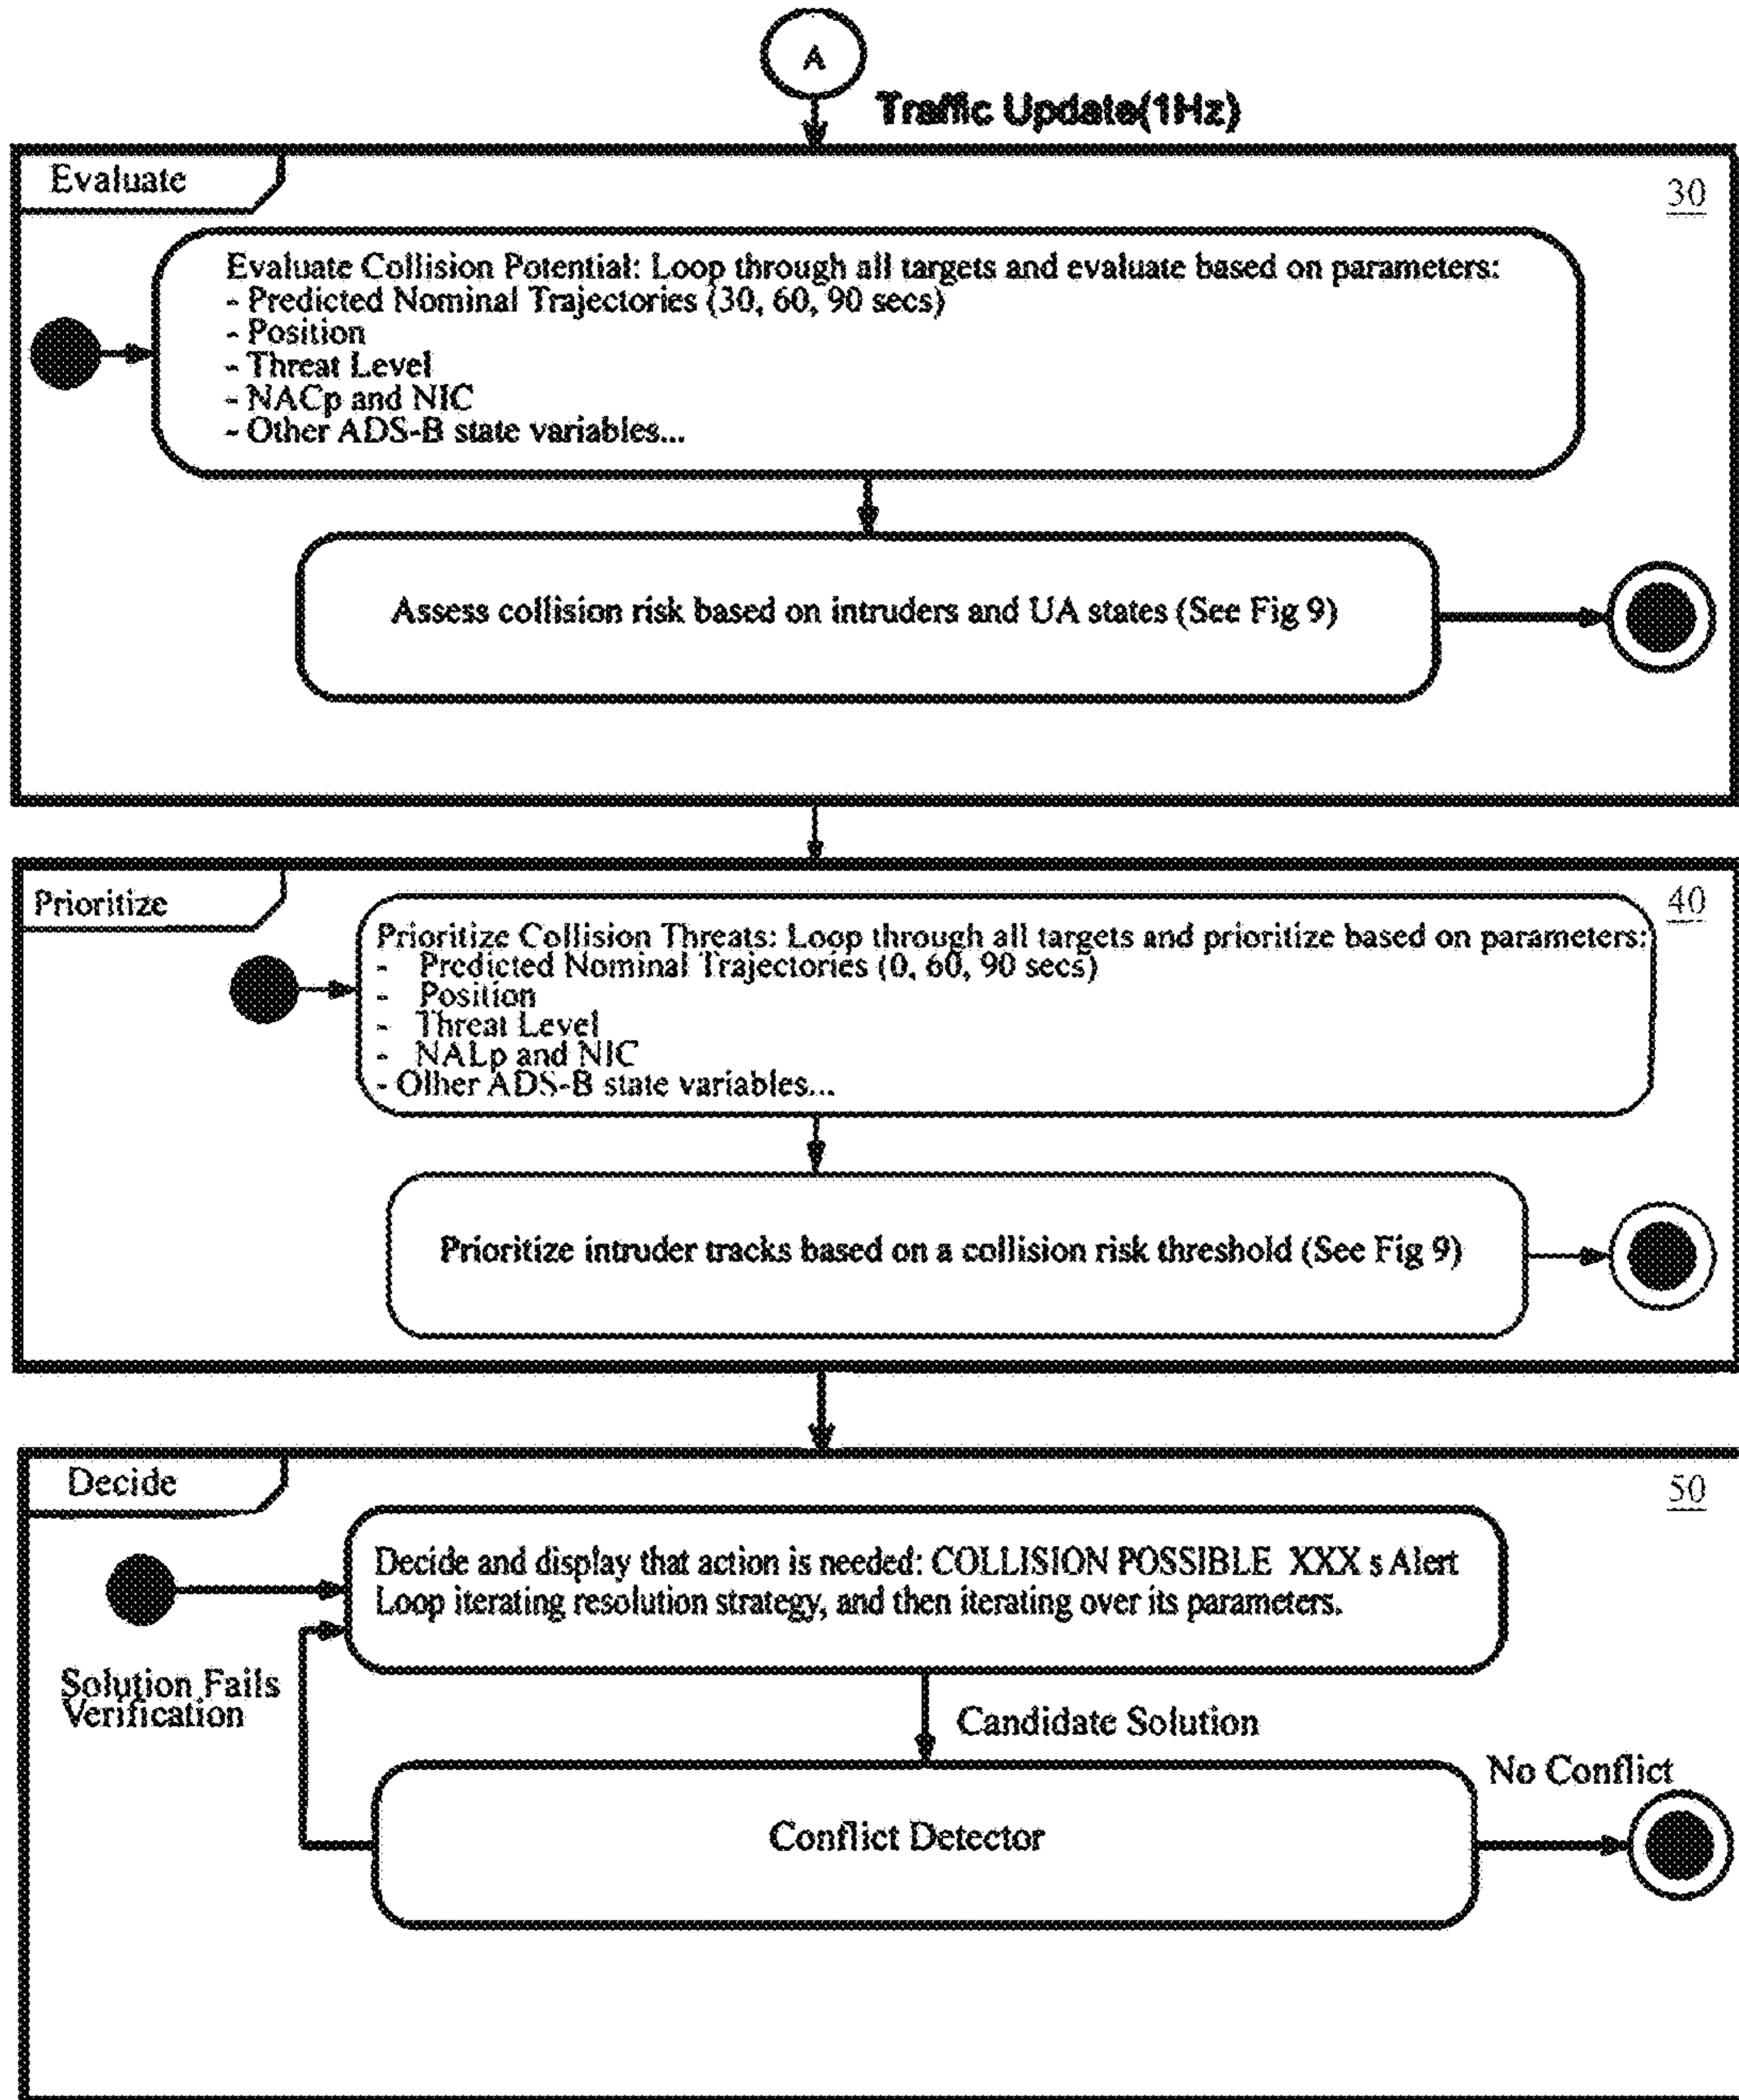 A
Traffic Update(1Hz)
Evaluate
30
Evaluate Collision Potential: Loop through all targets and evaluate based on parameters:
- Predicted Nominal Trajectories (30, 60, 90 secs)
- Position
- Threat Level
- NACp and NIC
- Other ADS-B state variables...
Assess collision risk based on intruders and UA states (See Fig 9)
Prioritize
40
Prioritize Collision Threats: Loop through all targets and prioritize based on parameters:
- Predicted Nominal Trajectories (0, 60, 90 secs)
- Position
- Threat Level
- NALp and NIC
- Olher ADS-B state variables...
Prioritize intruder tracks based on a collision risk threshold (See Fig 9)
Decide
50
Decide and display that action is needed: COLLISION POSSIBLE XXX s Alert
Loop iterating resolution strategy, and then iterating over its parameters.
Solution Fails
Verification
Candidate Solution
No Conflict
Conflict Detector